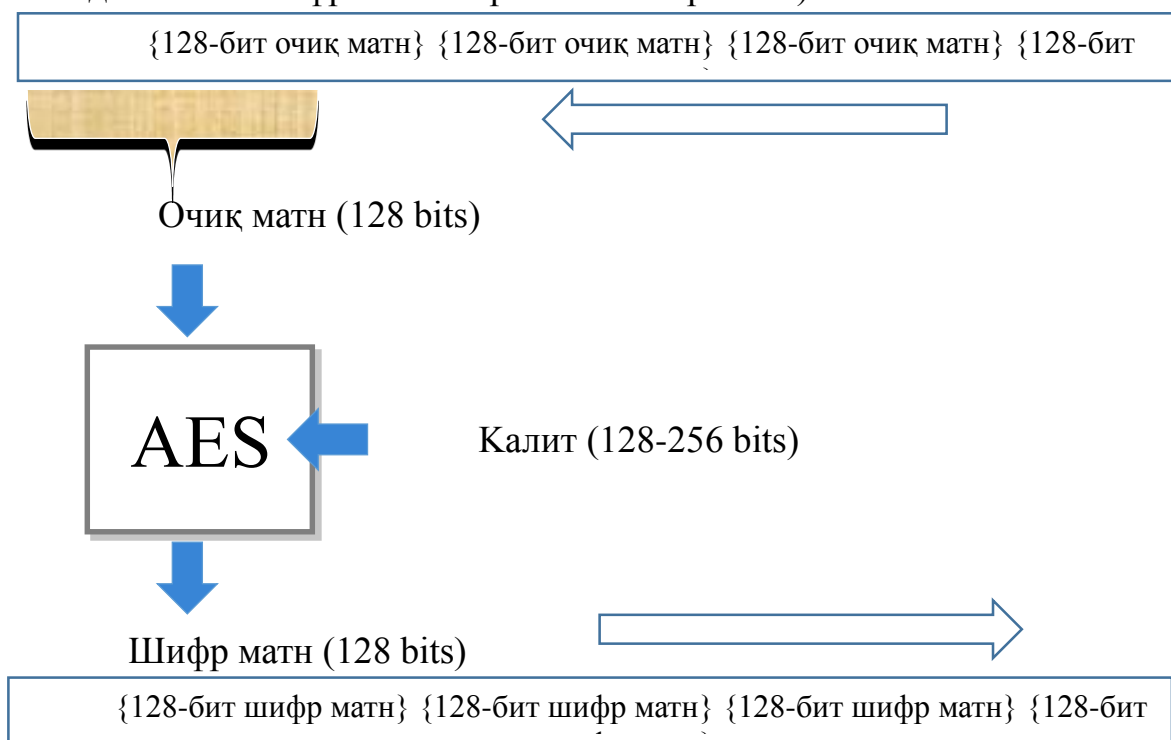 {128-бит очиқ матн} {128-бит очиқ матн} {128-бит очиқ матн} {128-бит
Очиқ матн (128 bits)
AES
Калит (128-256 bits)
Шифр матн (128 bits)
{128-бит шифр матн} {128-бит шифр матн} {128-бит шифр матн} {128-бит